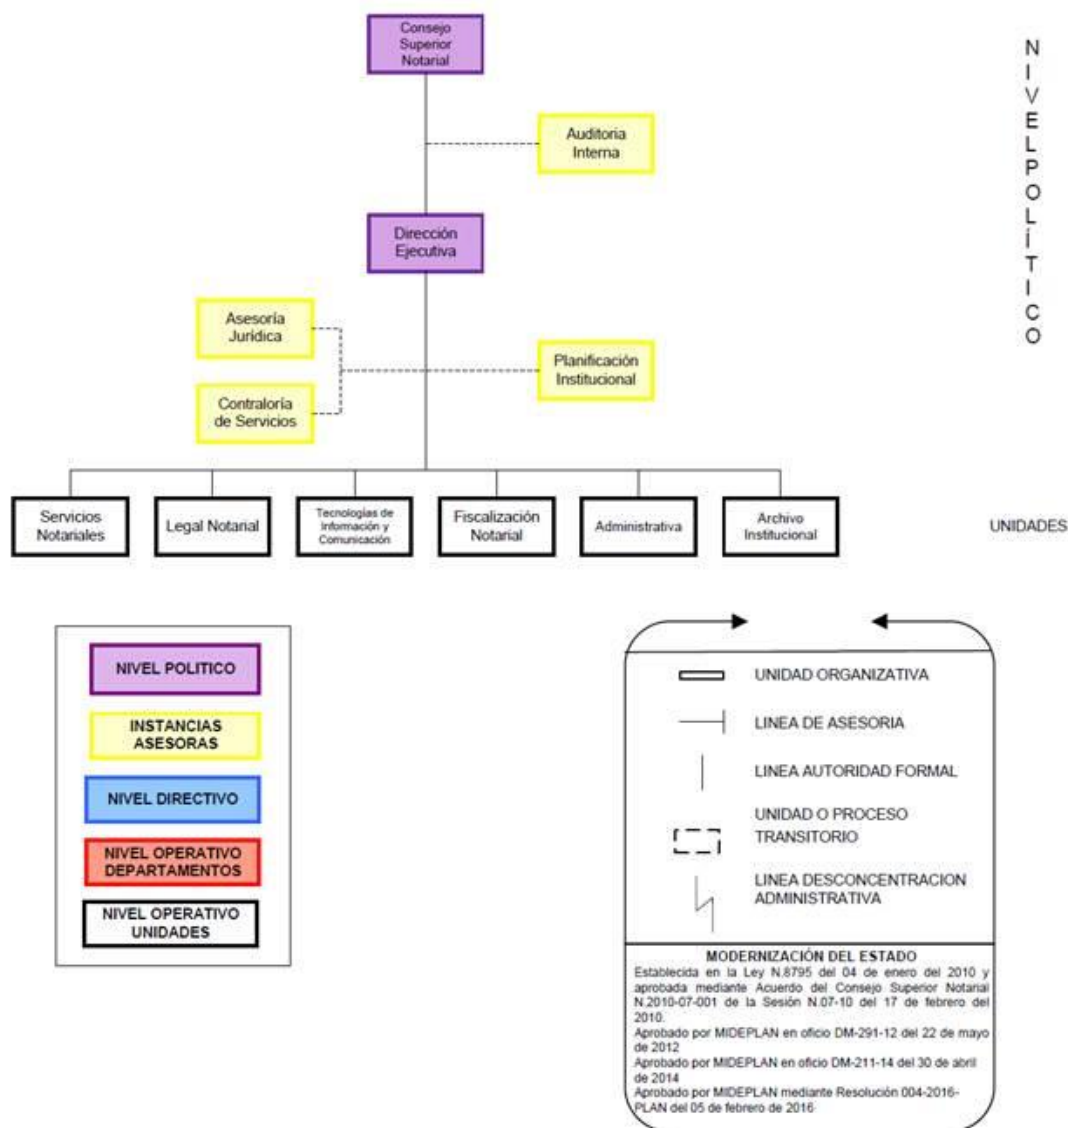 Consejo
Superior
Notarial
Auditoria
Interna
Dirección
Ejecutiva
Asesoría
Jurídica
Contraloría
de Servicios
Planificación
Institucional
NIVELPOLÍTICO
Servicios
Notariales
Legal Notarial
Tecnologías de
Información y
Comunicación
Fiscalización
Notarial
Administrativa
Archivo
Institucional
UNIDADES
NIVEL POLITICO
INSTANCIAS
ASESORAS
NIVEL DIRECTIVO
NIVEL OPERATIVO
DEPARTAMENTOS
NIVEL OPERATIVO
UNIDADES
UNIDAD ORGANIZATIVA
LINEA DE ASESORIA
LINEA AUTORIDAD FORMAL
UNIDAD O PROCESO
TRANSITORIO
LINEA DESCONCENTRACION
ADMINISTRATIVA
MODERNIZACIÓN DEL ESTADO
Establecida en la Ley N.8795 del 04 de enero del 2010 y
aprobada mediante Acuerdo del Consejo Superior Notarial
N.2010-07-001 de la Sesión N.07-10 del 17 de febrero del
2010.
Aprobado por MIDEPLAN en oficio DM-291-12 del 22 de mayo
de 2012
Aprobado por MIDEPLAN en oficio DM-211-14 del 30 de abril
de 2014
Aprobado por MIDEPLAN mediante Resolución 004-2016-
PLAN del 05 de febrero de 2016